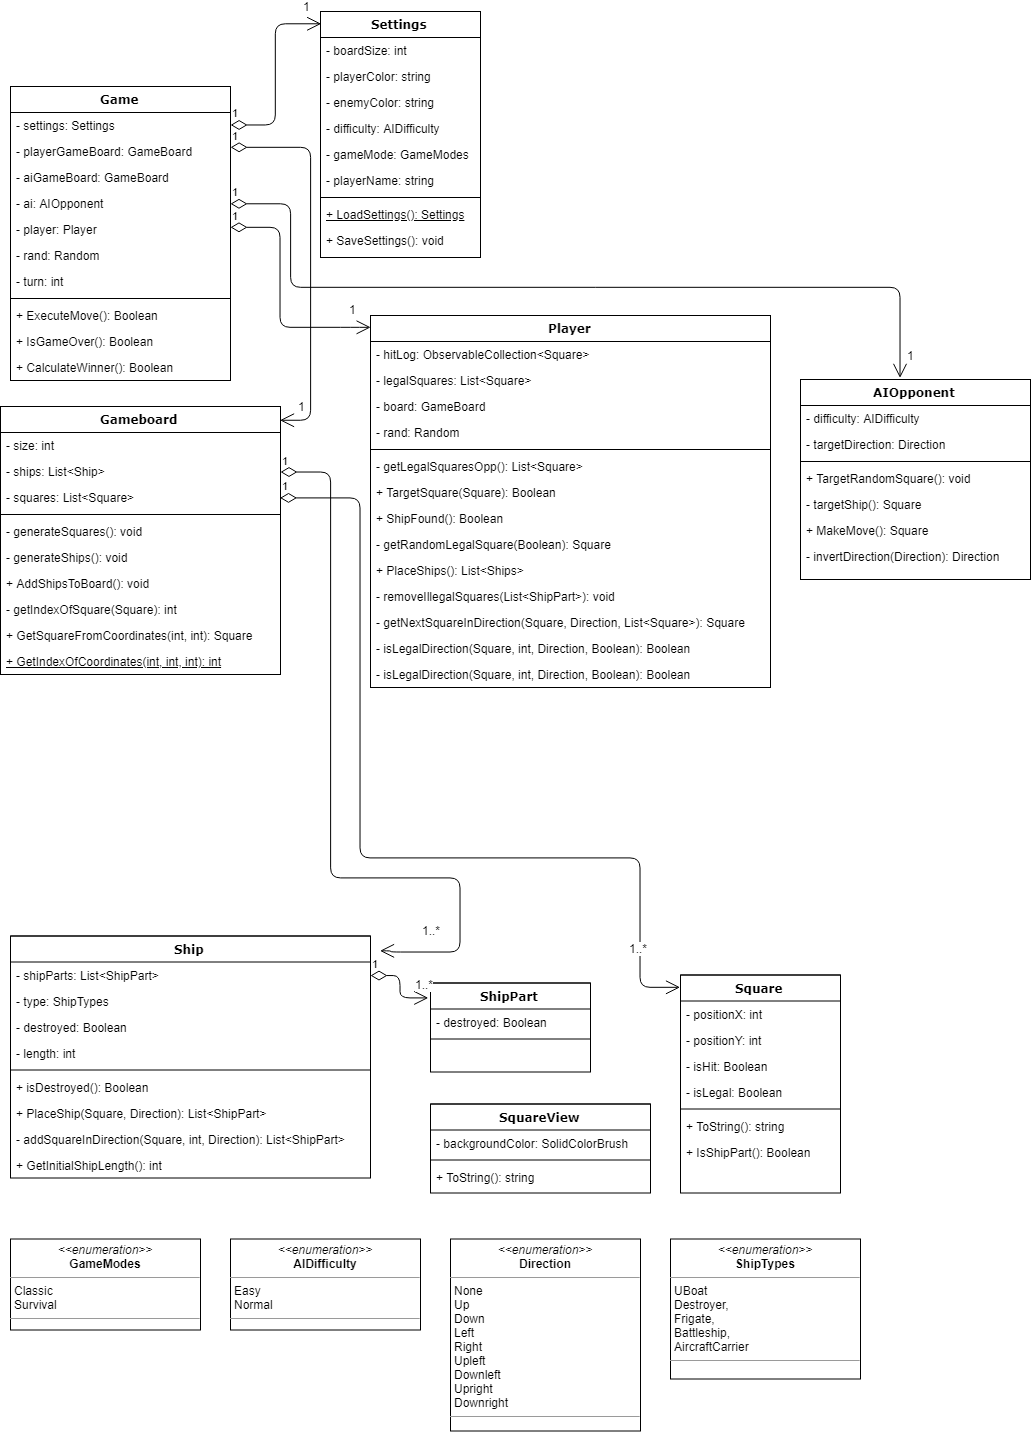 1
Settings
- boardSize: int
- playerColor: string
- enemyColor: string
- difficulty: AIDifficulty
- gameMode: GameModes
- playerName: string
+ LoadSettings(): Settings
+ SaveSettings(): void
Game
- settings: Settings
- playerGameBoard: GameBoard
- aiGameBoard: GameBoard
- ai: AIOpponent
- player: Player
- rand: Random
- turn: int
+ ExecuteMove(): Boolean
+ IsGameOver(): Boolean
+ CalculateWinner(): Boolean
1
1
1
1
1
1
1
Player
- hitLog: ObservableCollection<Square>
- legalSquares: List<Square>
- board: GameBoard
- rand: Random
- getLegalSquaresOpp(): List<Square>
+ TargetSquare(Square): Boolean
+ ShipFound(): Boolean
- getRandomLegalSquare(Boolean): Square
+ PlaceShips(): List<Ships>
- removeIllegalSquares(List<ShipPart>): void
- getNextSquareInDirection(Square, Direction, List<Square>): Square
- isLegalDirection(Square, int, Direction, Boolean): Boolean
- isLegalDirection(Square, int, Direction, Boolean): Boolean
AIOpponent
- difficulty: AIDifficulty
- targetDirection: Direction
+ TargetRandomSquare(): void
- targetShip(): Square
+ MakeMove(): Square
- invertDirection(Direction): Direction
Gameboard
- size: int
- ships: List<Ship>
- squares: List<Square>
- generateSquares(): void
- generateShips(): void
+ AddShipsToBoard(): void
- getIndexOfSquare(Square): int
+ GetSquareFromCoordinates(int, int): Square
+ GetIndexOfCoordinates(int, int, int): int
1
1
1
1..*
1..*
Ship
- shipParts: List<ShipPart>
- type: ShipTypes
- destroyed: Boolean
- length: int
+ isDestroyed(): Boolean
+ PlaceShip(Square, Direction): List<ShipPart>
- addSquareInDirection(Square, int, Direction): List<ShipPart>
+ GetInitialShipLength(): int
1
1..*
ShipPart
- destroyed: Boolean
Square
- positionX: int
- positionY: int
- isHit: Boolean
- isLegal: Boolean
+ ToString(): string
+ IsShipPart(): Boolean
SquareView
- backgroundColor: SolidColorBrush
+ ToString(): string
<<enumeration>>
GameModes
Classic
Survival
<<enumeration>>
AIDifficulty
Easy
Normal
<<enumeration>>
Direction
None
Up
Down
Left
Right
Upleft
Downleft
Upright
Downright
<<enumeration>>
ShipTypes
UBoat
Destroyer,
Frigate,
Battleship,
AircraftCarrier